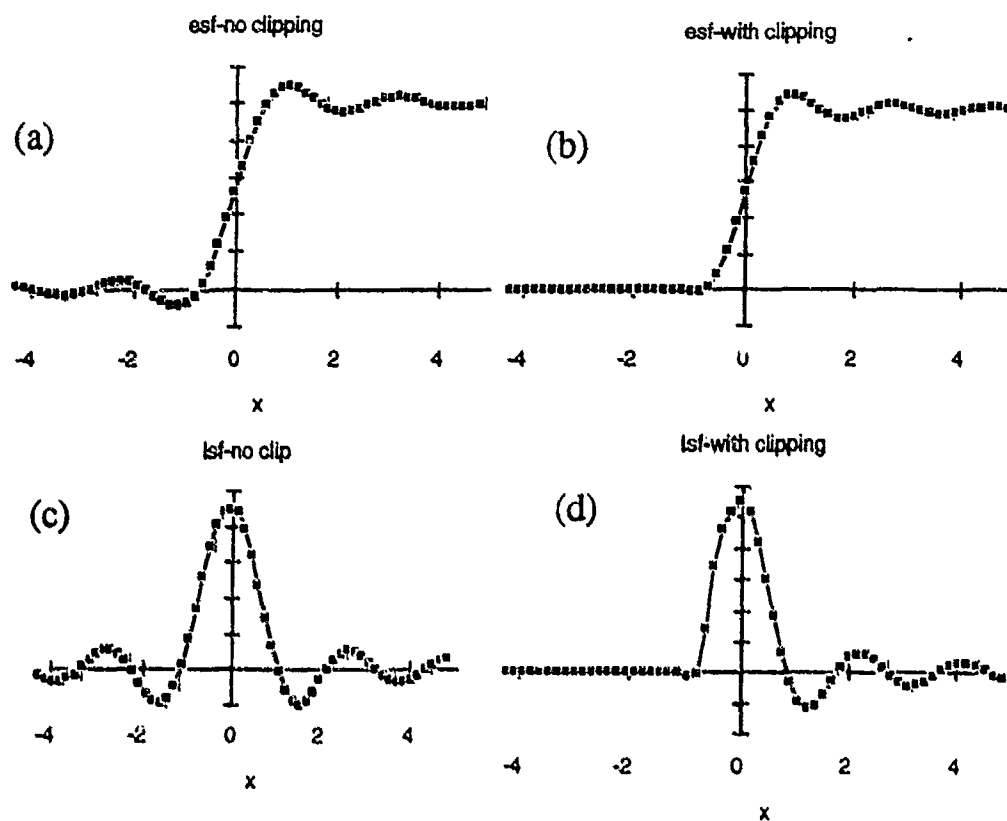 esf-no clipping
esf-with clipping
(a)
(b)
-4 -2 0 2 4
x
-4 -2 0 2 4
x
lsf-no clip
lsf-with clipping
(c)
(d)
-4 -2 0 2 4
x
-4 -2 0 2 4
x